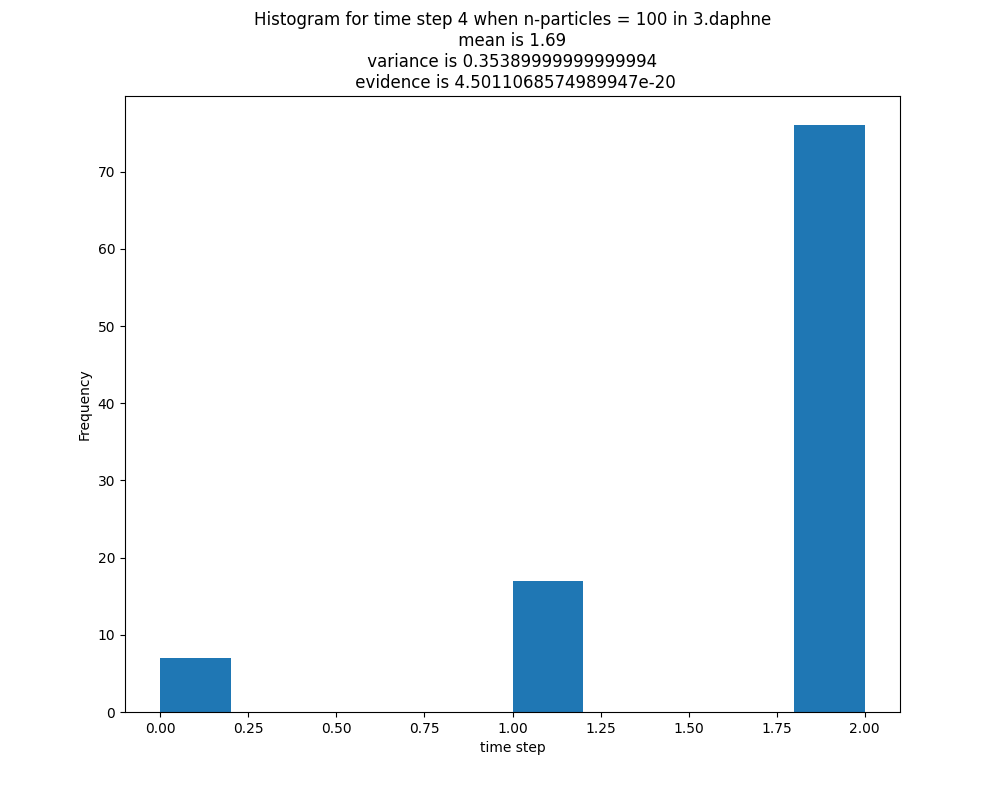 Histogram for time step 4 when n-particles = 100 in 3.daphne
mean is 1.69
variance is 0.35389999999999994
evidence is 4.5011068574989947e-20
70
60
50
40
30
20
10
0
Frequency
0.00 0.25 0.50 0.75 1.00 1.25 1.50 1.75 2.00
time step